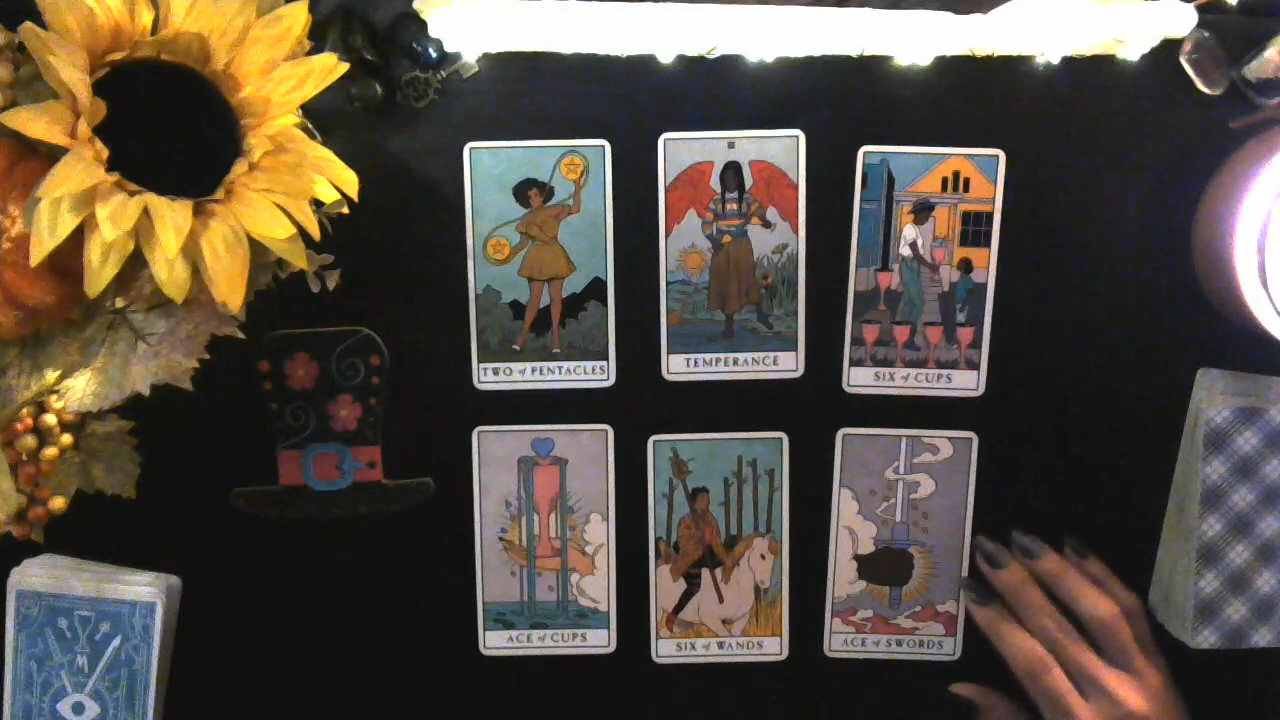 TWO of PENTACLES
TEMPERANCE
SIX of CUPS
ACE of CUPS
SIX of WANDS
ACE of SWORDS